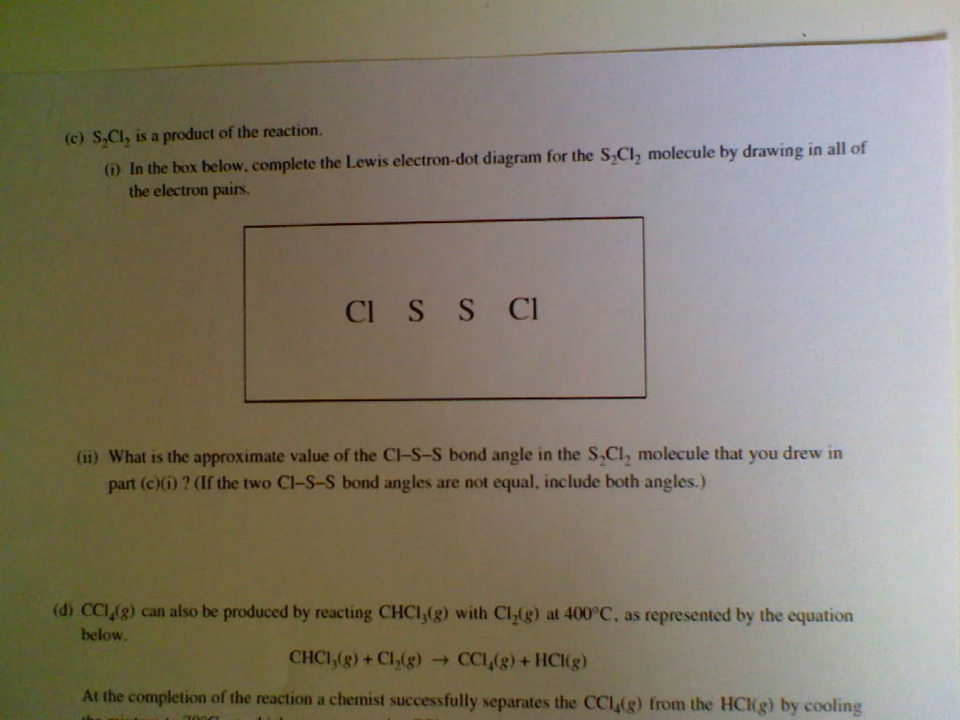 (c) S₂Cl₂ is a product of the reaction.
(i) In the box below, complete the Lewis electron-dot diagram for the S₂Cl₂ molecule by drawing in all of
the electron pairs.
Cl S S Cl
(ii) What is the approximate value of the Cl–S–S bond angle in the S₂Cl₂ molecule that you drew in
part (c)(i) ? (If the two Cl–S–S bond angles are not equal, include both angles.)
(d) CCl₄(g) can also be produced by reacting CHCl₃(g) with Cl₂(g) at 400°C, as represented by the equation
below.
CHCl₃(g) + Cl₂(g) → CCl₄(g) + HCl(g)
At the completion of the reaction a chemist successfully separates the CCl₄(g) from the HCl(g) by cooling